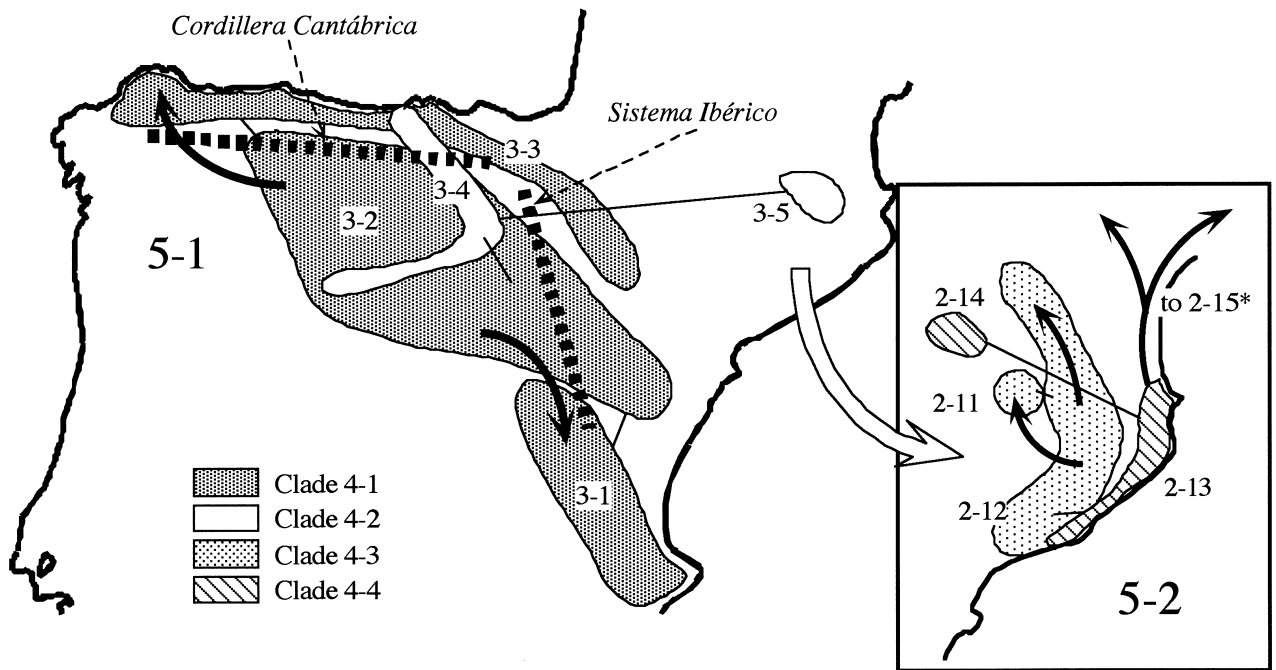 Cordillera Cantábrica
Sistema Ibérico
3-3
3-4
3-2
3-5
5-1
3-1
Clade 4-1
Clade 4-2
Clade 4-3
Clade 4-4
2-14
to 2-15*
2-11
2-12
2-13
5-2